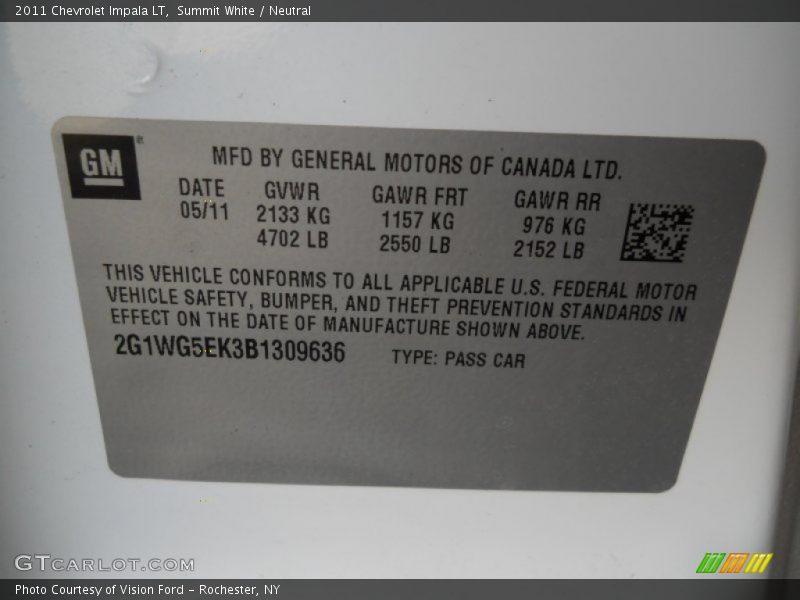 2011 Chevrolet Impala LT, Summit White / Neutral
GM®
MFD BY GENERAL MOTORS OF CANADA LTD.
DATE GVWR GAWR FRT GAWR RR
05/11 2133 KG 1157 KG 976 KG
4702 LB 2550 LB 2152 LB
THIS VEHICLE CONFORMS TO ALL APPLICABLE U.S. FEDERAL MOTOR
VEHICLE SAFETY, BUMPER, AND THEFT PREVENTION STANDARDS IN
EFFECT ON THE DATE OF MANUFACTURE SHOWN ABOVE.
2G1WG5EK3B1309636 TYPE: PASS CAR
GTCARLOT.COM
Photo Courtesy of Vision Ford – Rochester, NY